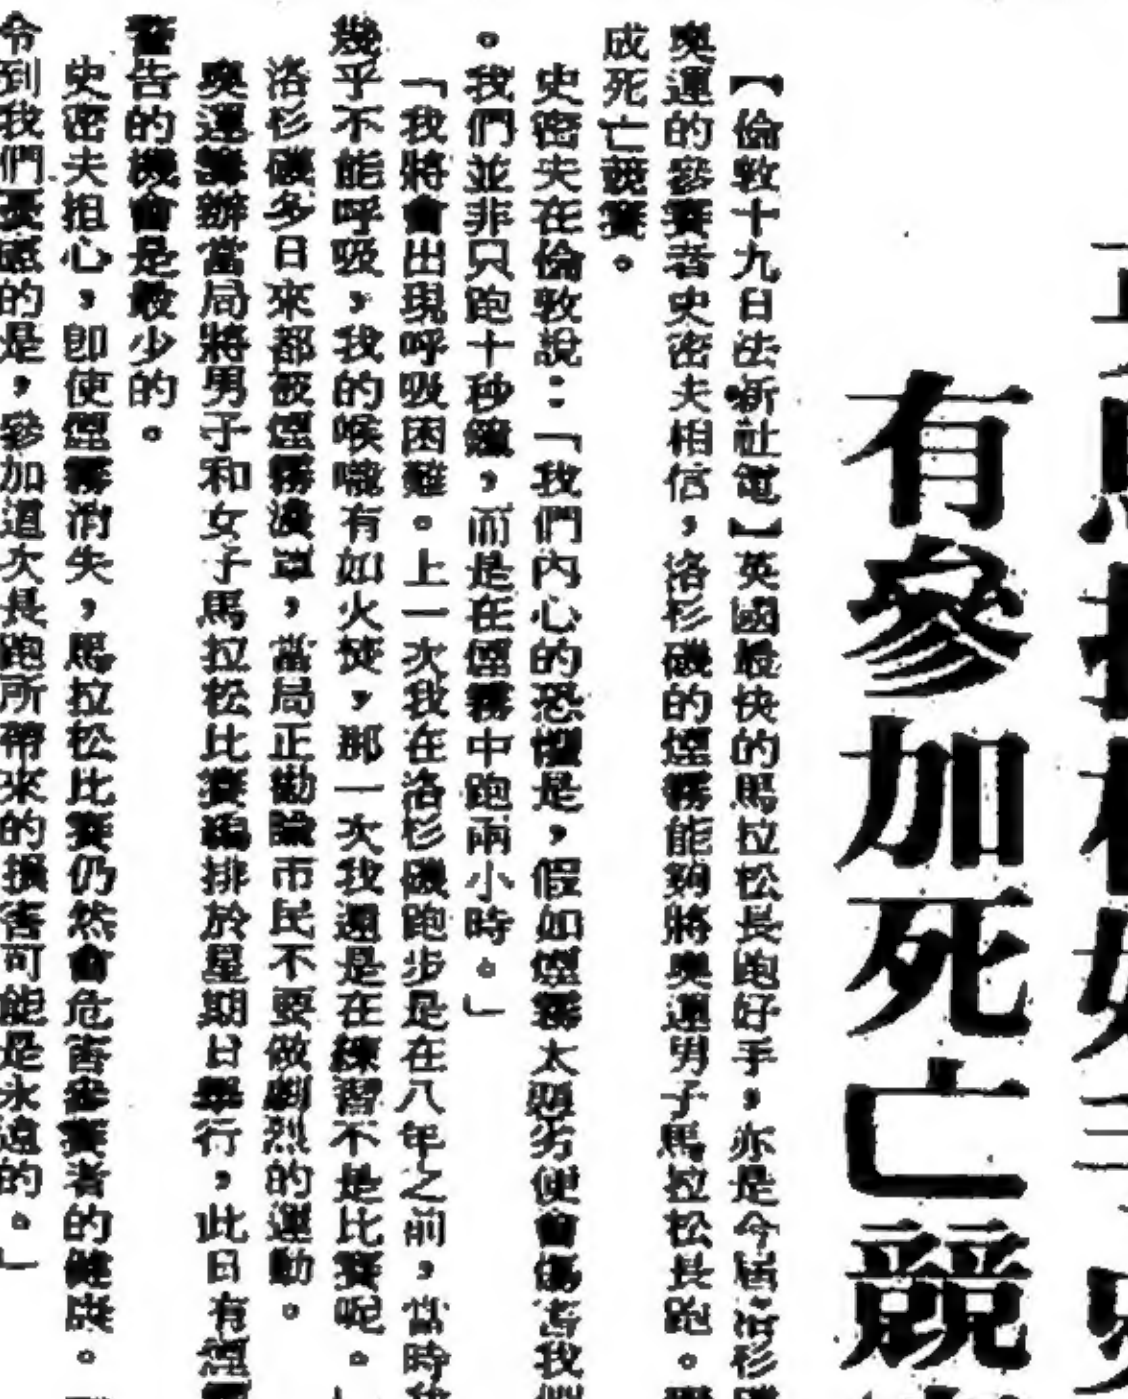 有參加死亡競
【倫敦十九日法新社電】英國最快的馬拉松長跑好手，亦是今屆洛杉
奧運的參賽者史密夫相信，洛杉磯的煙霧能夠將奧運男子馬拉松長跑。
成死亡競賽。
史密夫在倫敦說：「我們內心的恐懼是，假如煙霧太惡劣便會傷害我們
。我們並非只跑十秒鐘，而是在煙霧中跑兩小時。」
「我將會出現呼吸困難。上一次我在洛杉磯跑步是在八年之前，當時我
幾乎不能呼吸，我的喉嚨有如火焚，那一次我還是在練習不是比賽呢。
洛杉磯多日來都被煙霧濃罩，當局正勸諭市民不要做劇烈的運動。
奧運籌辦當局將男子和女子馬拉松比賽編排於星期日舉行，此日有煙霧
警告的機會是最少的。
史密夫担心，即使煙霧消失，馬拉松比賽仍然會危害參賽者的健康。
令到我們憂慮的是，參加這次長跑所帶來的損害可能是永遠的。」